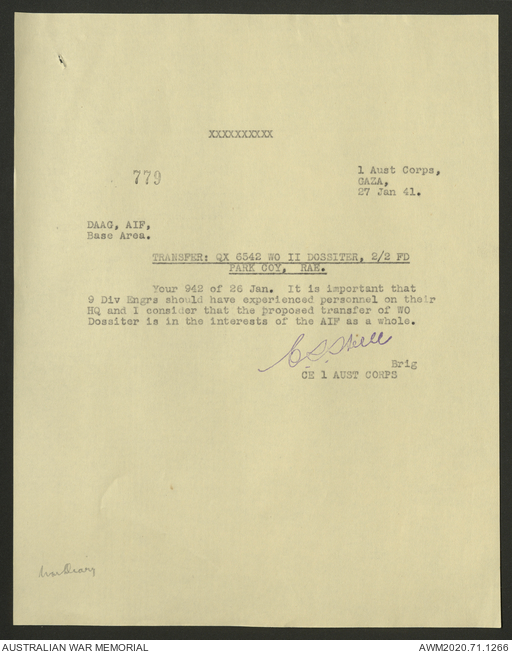 XXXXXXXXXX
779
1 Aust Corps,
GAZA,
27 Jan 41.
DAAG, AIF,
Base Area.
TRANSFER: QX 6542 WO II DOSSITER, 2/2 FD
PARK COY, RAE.
Your 942 of 26 Jan. It is important that
9 Div Engrs should have experienced personnel on their
HQ and I consider that the proposed transfer of WO
Dossiter is in the interests of the AIF as a whole.
C.S. Steele
Brig
CE 1 AUST CORPS
War Diary
AUSTRALIAN WAR MEMORIAL
AWM2020.71.1266